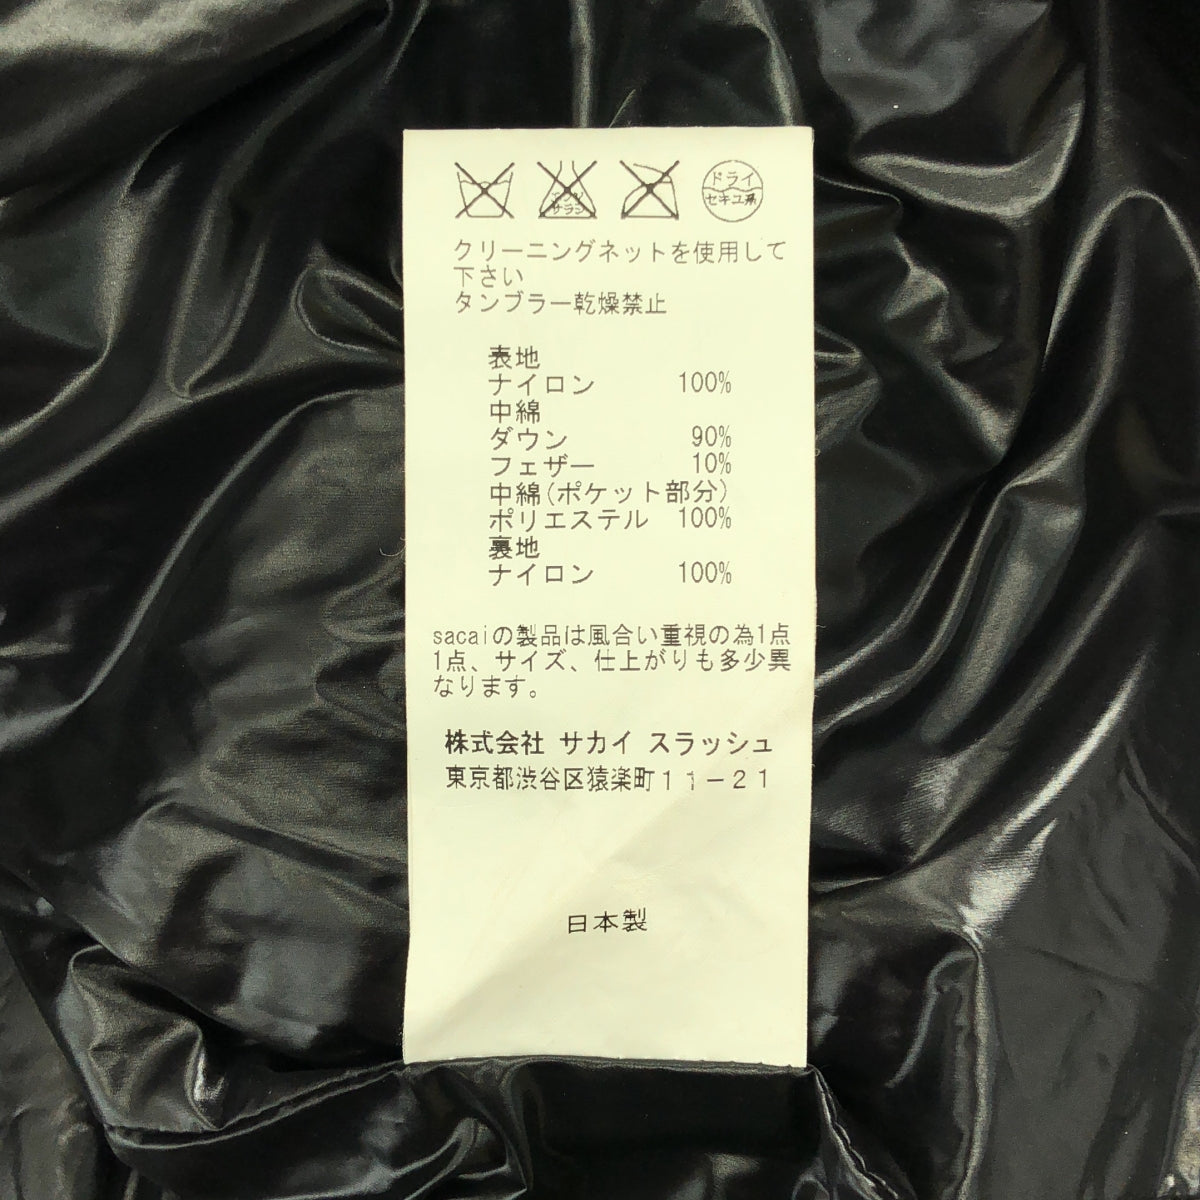 エンソ
サラシ
ドライ
セキユ系
クリーニングネットを使用して
下さい
タンブラー乾燥禁止
表地
ナイロン 100%
中綿
ダウン 90%
フェザー 10%
中綿(ポケット部分)
ポリエステル 100%
裏地
ナイロン 100%
sacaiの製品は風合い重視の為1点
1点、サイズ、仕上がりも多少異
なります。
株式会社 サカイ スラッシュ
東京都渋谷区猿楽町11−21
日本製